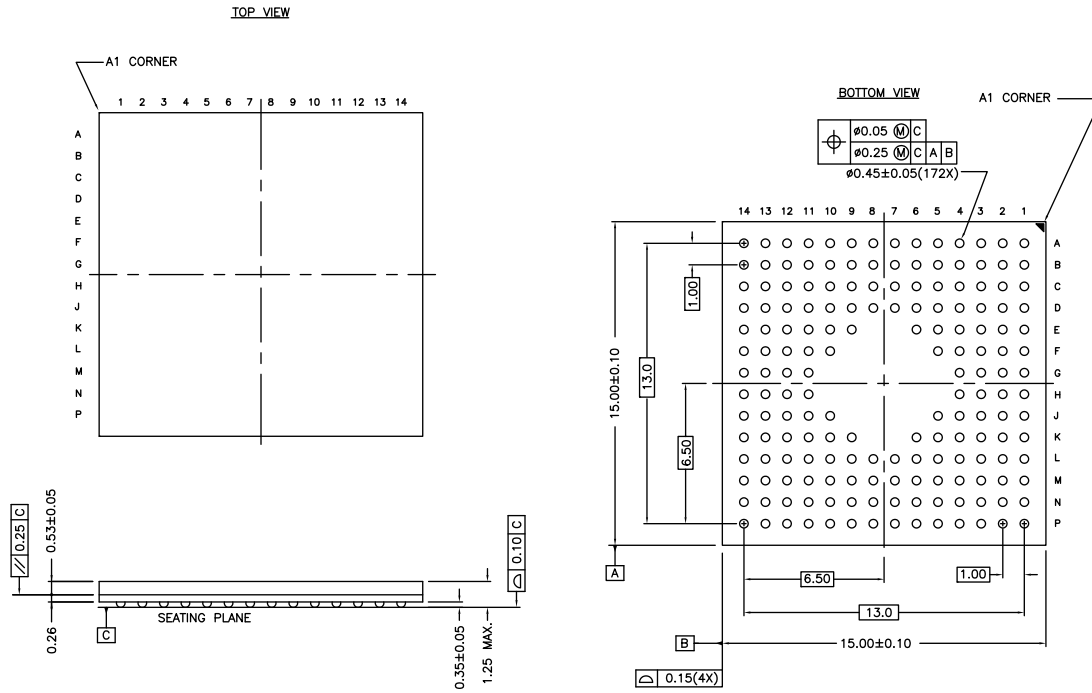 TOP VIEW
A1 CORNER
1 2 3 4 5 6 7 8 9 10 11 12 13 14
A
B
C
D
E
F
G
H
J
K
L
M
N
P
BOTTOM VIEW
A1 CORNER
ø0.05 Ⓜ C
ø0.25 Ⓜ C A B
ø0.45±0.05(172X)
14 13 12 11 10 9 8 7 6 5 4 3 2 1
A
B
C
D
E
F
G
H
J
K
L
M
N
P
1.00
15.00±0.10
13.0
6.50
A
6.50
1.00
13.0
B
15.00±0.10
0.15(4X)
0.25 C
0.53±0.05
0.26
C
SEATING PLANE
0.35±0.05
1.25 MAX.
0.10 C